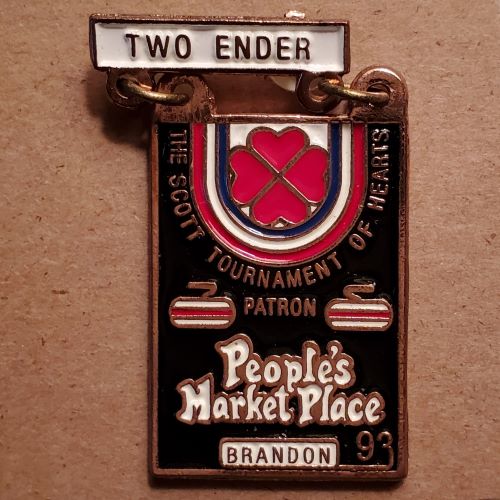 TWO ENDER
THE SCOTT TOURNAMENT OF HEARTS
PATRON
People's
Market Place
BRANDON 93